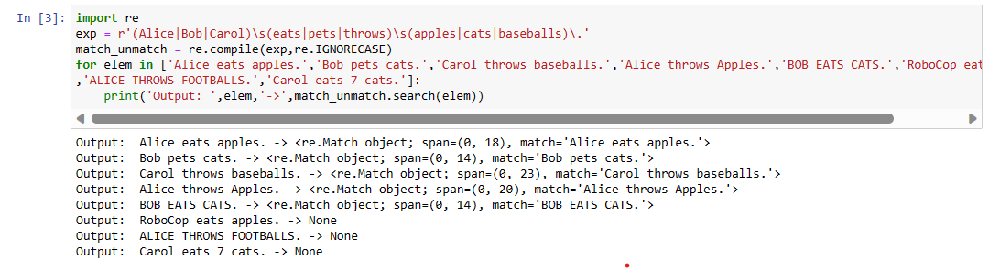 In [3]: import re
exp = r'(Alice|Bob|Carol)\s(eats|pets|throws)\s(apples|cats|baseballs)\.'
match_unmatch = re.compile(exp,re.IGNORECASE)
for elem in ['Alice eats apples.','Bob pets cats.','Carol throws baseballs.','Alice throws Apples.','BOB EATS CATS.','RoboCop eat
,'ALICE THROWS FOOTBALLS.','Carol eats 7 cats.']:
    print('Output: ',elem,'->',match_unmatch.search(elem))
Output:  Alice eats apples. -> <re.Match object; span=(0, 18), match='Alice eats apples.'>
Output:  Bob pets cats. -> <re.Match object; span=(0, 14), match='Bob pets cats.'>
Output:  Carol throws baseballs. -> <re.Match object; span=(0, 23), match='Carol throws baseballs.'>
Output:  Alice throws Apples. -> <re.Match object; span=(0, 20), match='Alice throws Apples.'>
Output:  BOB EATS CATS. -> <re.Match object; span=(0, 14), match='BOB EATS CATS.'>
Output:  RoboCop eats apples. -> None
Output:  ALICE THROWS FOOTBALLS. -> None
Output:  Carol eats 7 cats. -> None